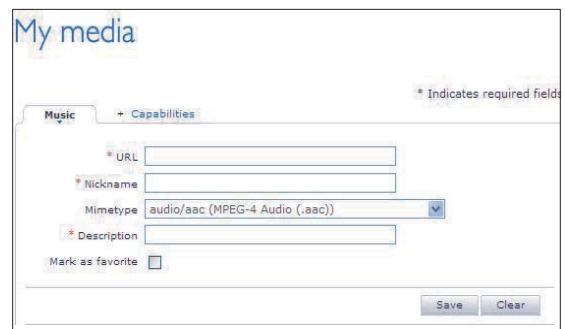 My media
* Indicates required fields
Music + Capabilities
* URL
* Nickname
Mimetype audio/aac (MPEG-4 Audio (.aac))
* Description
Mark as favorite
Save Clear